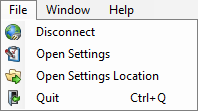 File Window Help
Disconnect
Open Settings
Open Settings Location
Quit Ctrl+Q